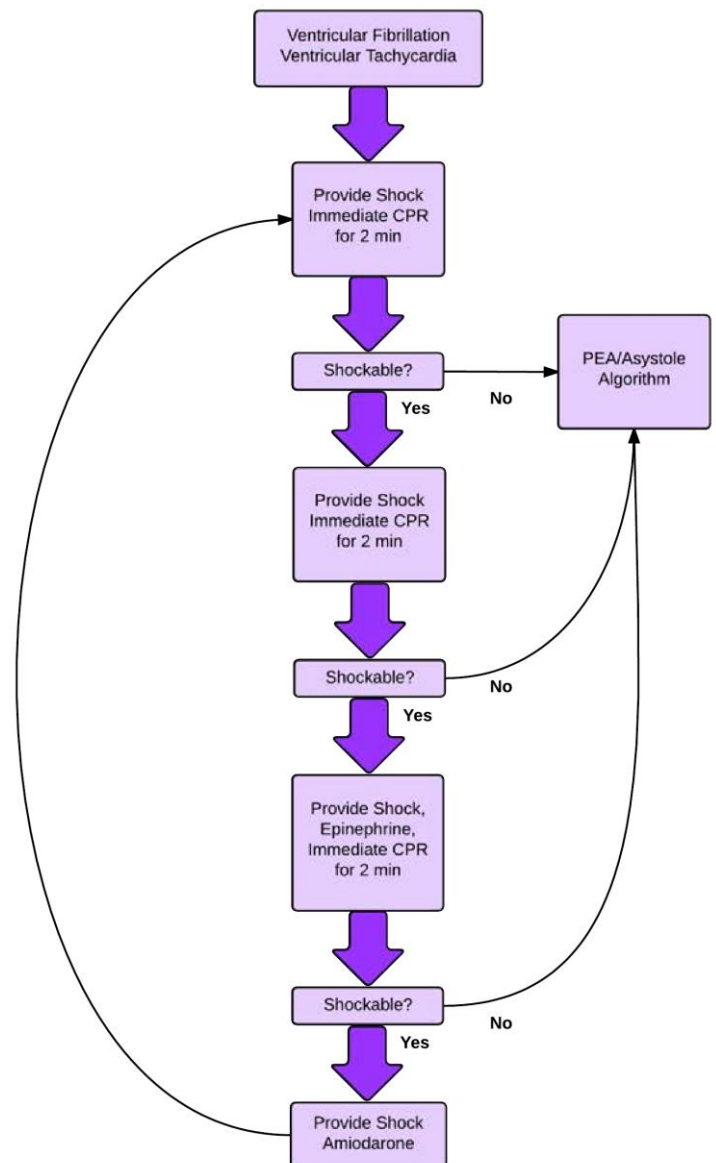 Ventricular Fibrillation
Ventricular Tachycardia
Provide Shock
Immediate CPR
for 2 min
Shockable?
No
PEA/Asystole
Algorithm
Yes
Provide Shock
Immediate CPR
for 2 min
Shockable?
No
Yes
Provide Shock,
Epinephrine,
Immediate CPR
for 2 min
Shockable?
No
Yes
Provide Shock
Amiodarone